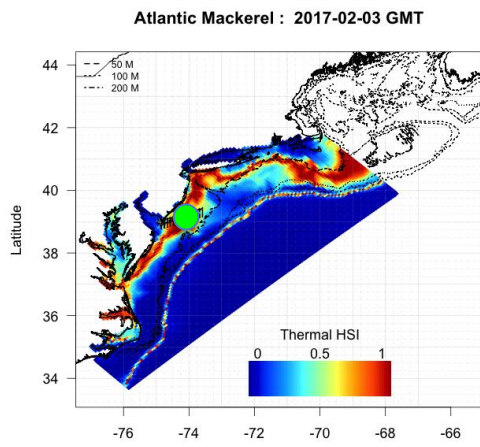 Atlantic Mackerel : 2017-02-03 GMT
50 M
100 M
200 M
44
42
40
38
36
34
Latitude
Thermal HSI
0 0.5 1
-76 -74 -72 -70 -68 -66